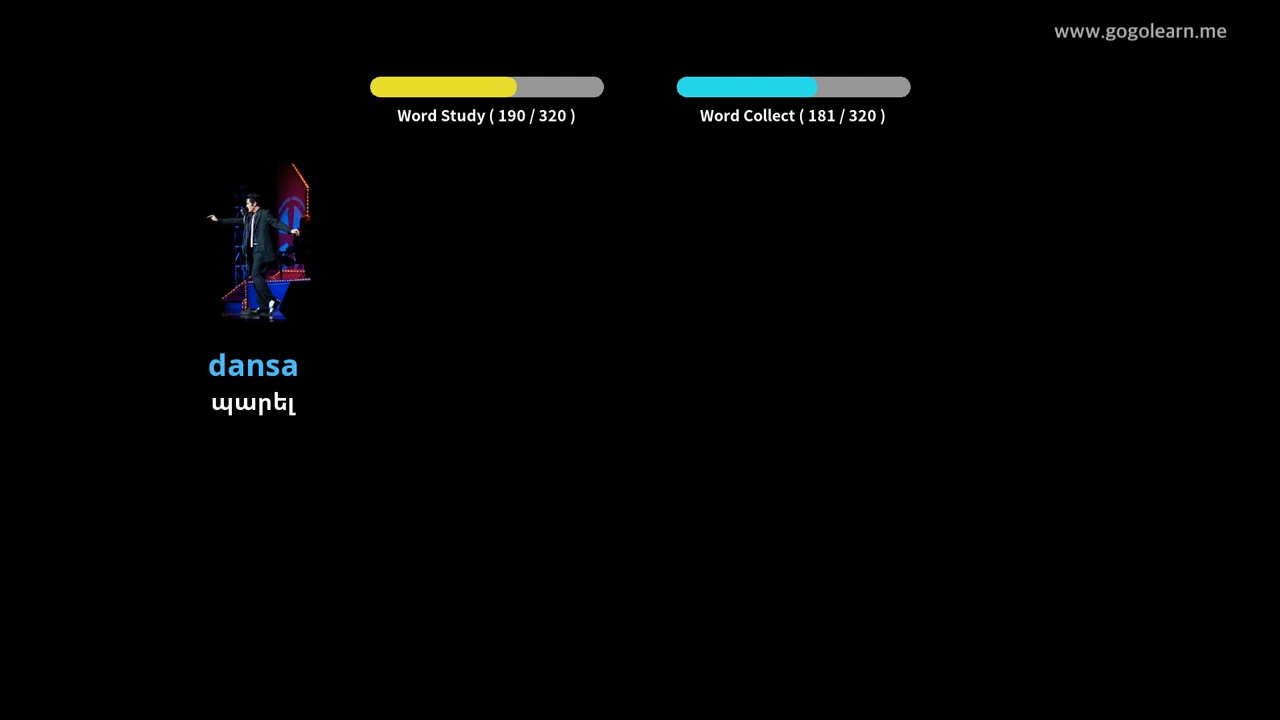 www.gogolearn.me
Word Study ( 190 / 320 )
Word Collect ( 181 / 320 )
dansa
պարել